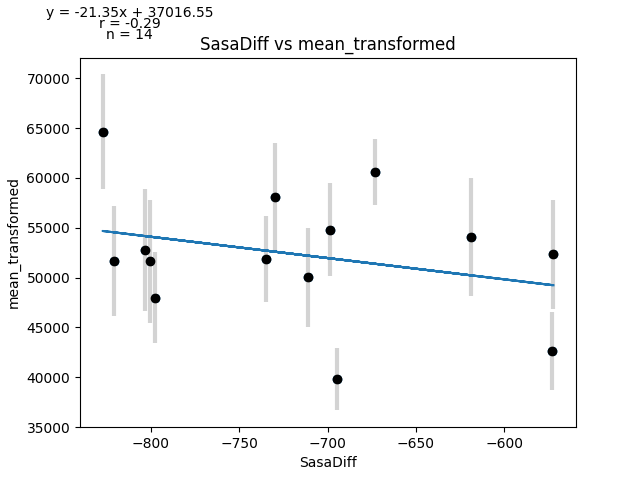 y = -21.35x + 37016.55
r = -0.29
n = 14
SasaDiff vs mean_transformed
70000
65000
60000
55000
50000
45000
40000
35000
mean_transformed
−800
−750
−700
−650
−600
SasaDiff